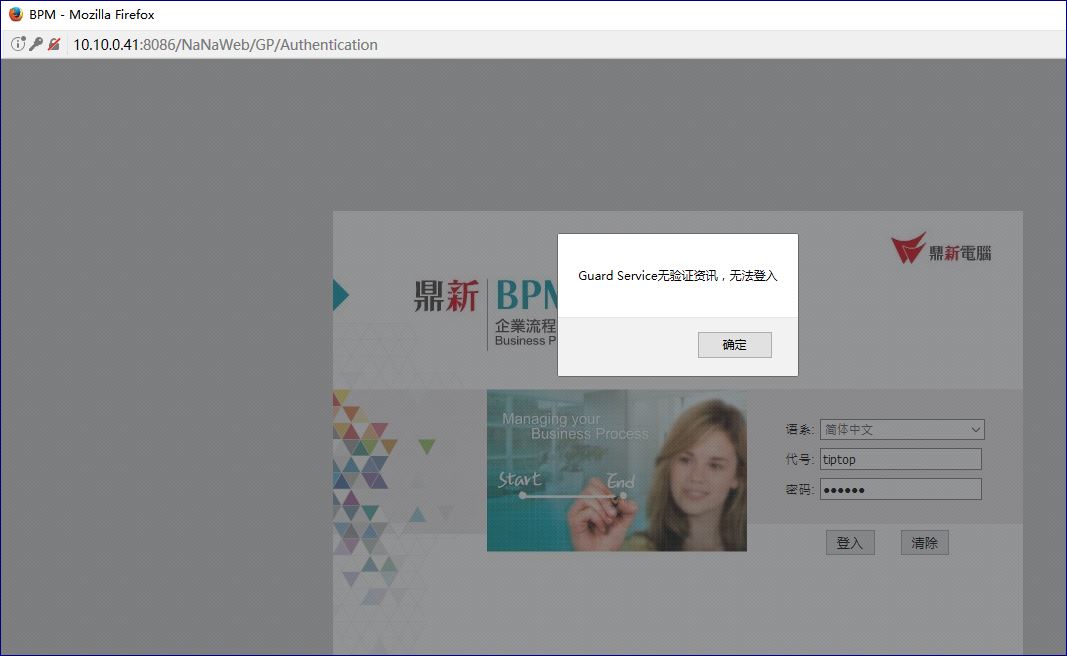 BPM - Mozilla Firefox
10.10.0.41:8086/NaNaWeb/GP/Authentication
鼎新電腦
Guard Service无验证资讯，无法登入
确定
鼎新
BPM
企業流程
Business P
Managing your
Business Process
Start
End
语系: 简体中文
代号: tiptop
密码: ●●●●●●
登入
清除